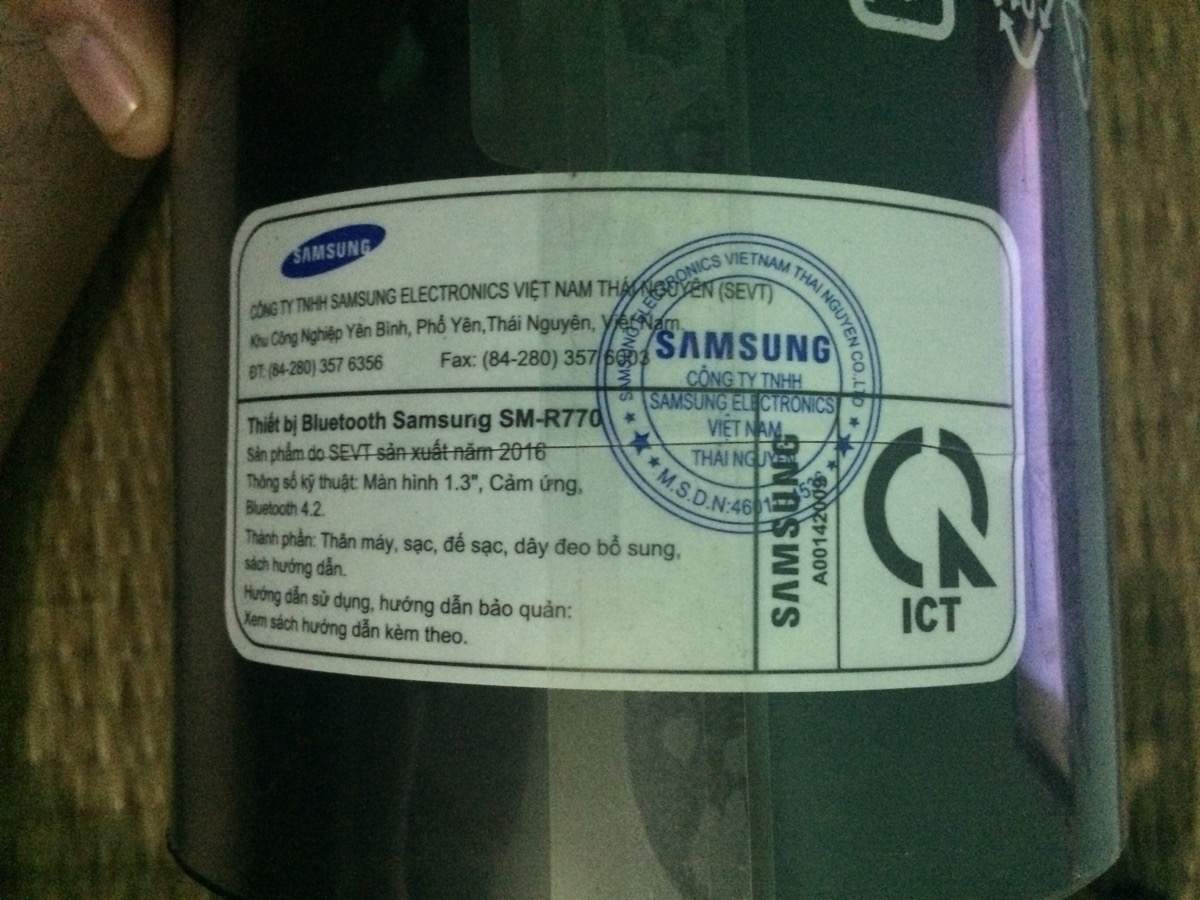 SAMSUNG
CÔNG TY TNHH SAMSUNG ELECTRONICS VIỆT NAM THÁI NGUYÊN (SEVT)
Khu Công Nghiệp Yên Bình, Phổ Yên,Thái Nguyên, Việt Nam
ĐT: (84-280) 357 6356 Fax: (84-280) 357 6003
Thiết bị Bluetooth Samsung SM-R770
Sản phẩm do SEVT sản xuất năm 2016
Thông số kỹ thuật: Màn hình 1.3", Cảm ứng,
Bluetooth 4.2.
Thành phần: Thân máy, sạc, đế sạc, dây đeo bổ sung,
sách hướng dẫn.
Hướng dẫn sử dụng, hướng dẫn bảo quản:
Xem sách hướng dẫn kèm theo.
SAMSUNG ELECTRONICS VIETNAM THAI NGUYEN CO.,LTD
SAMSUNG
CÔNG TY TNHH
SAMSUNG ELECTRONICS
VIỆT NAM
THÁI NGUYÊN
SAMSUNG
A00142009
ICT